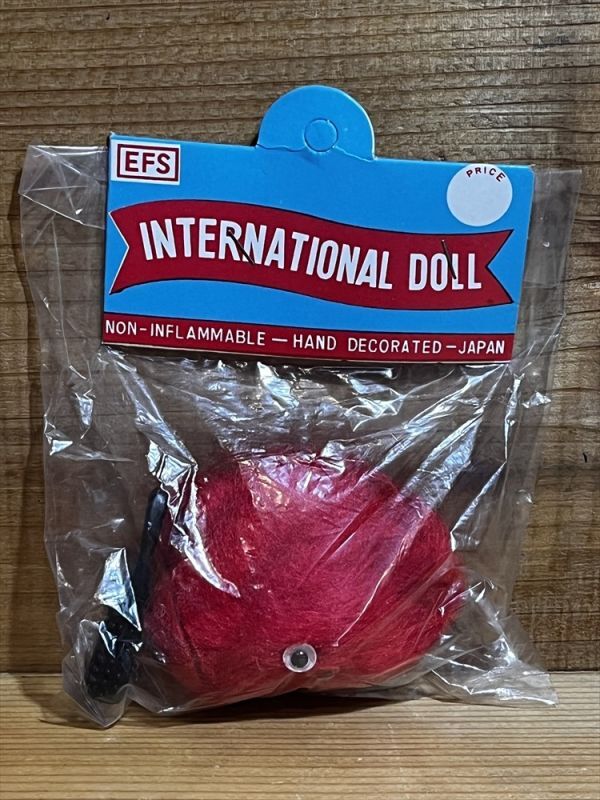 EFS
PRICE
INTERNATIONAL DOLL
NON-INFLAMMABLE — HAND DECORATED — JAPAN